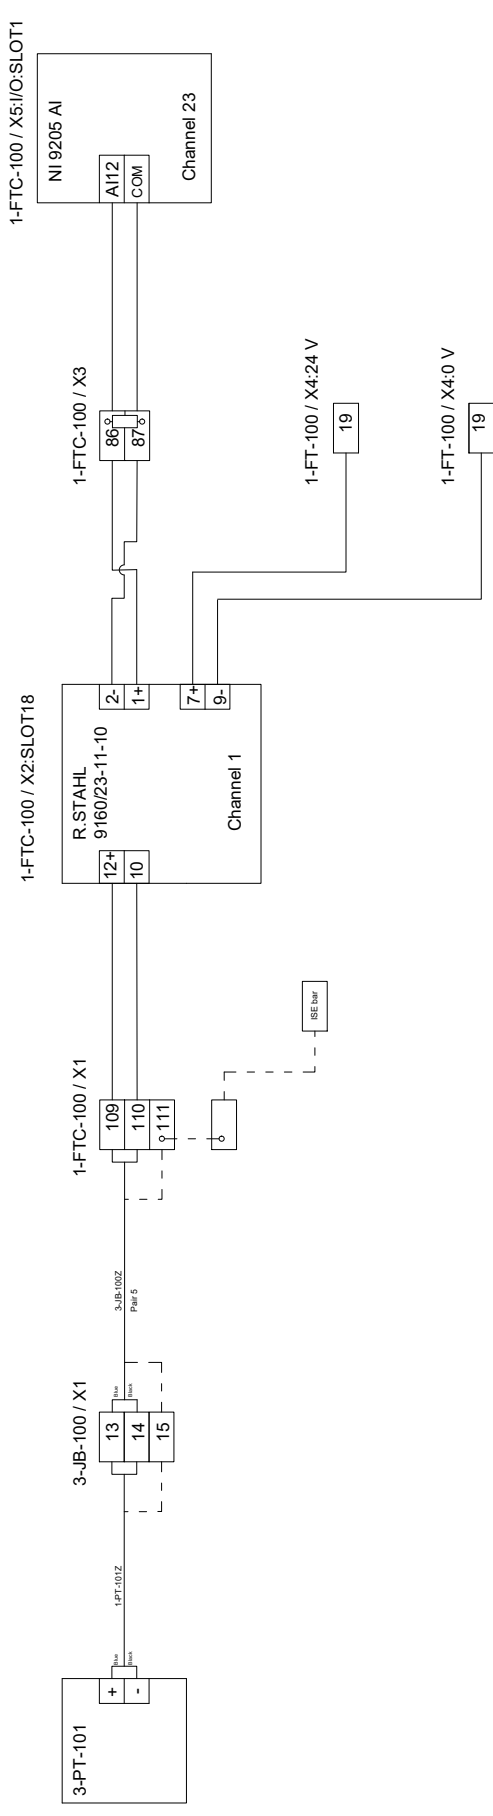 3-PT-101
+
-
Blue
Black
1-PT-101Z
3-JB-100 / X1
13
14
15
Blue
Black
3-JB-100Z
Pair 5
1-FTC-100 / X1
109
110
111
ISE bar
1-FTC-100 / X2:SLOT18
R.STAHL
9160/23-11-10
Channel 1
12+
10
2-
1+
7+
9-
1-FTC-100 / X3
86
87
1-FT-100 / X4:24 V
19
1-FT-100 / X4:0 V
19
1-FTC-100 / X5:I/O:SLOT1
NI 9205 AI
AI12
COM
Channel 23